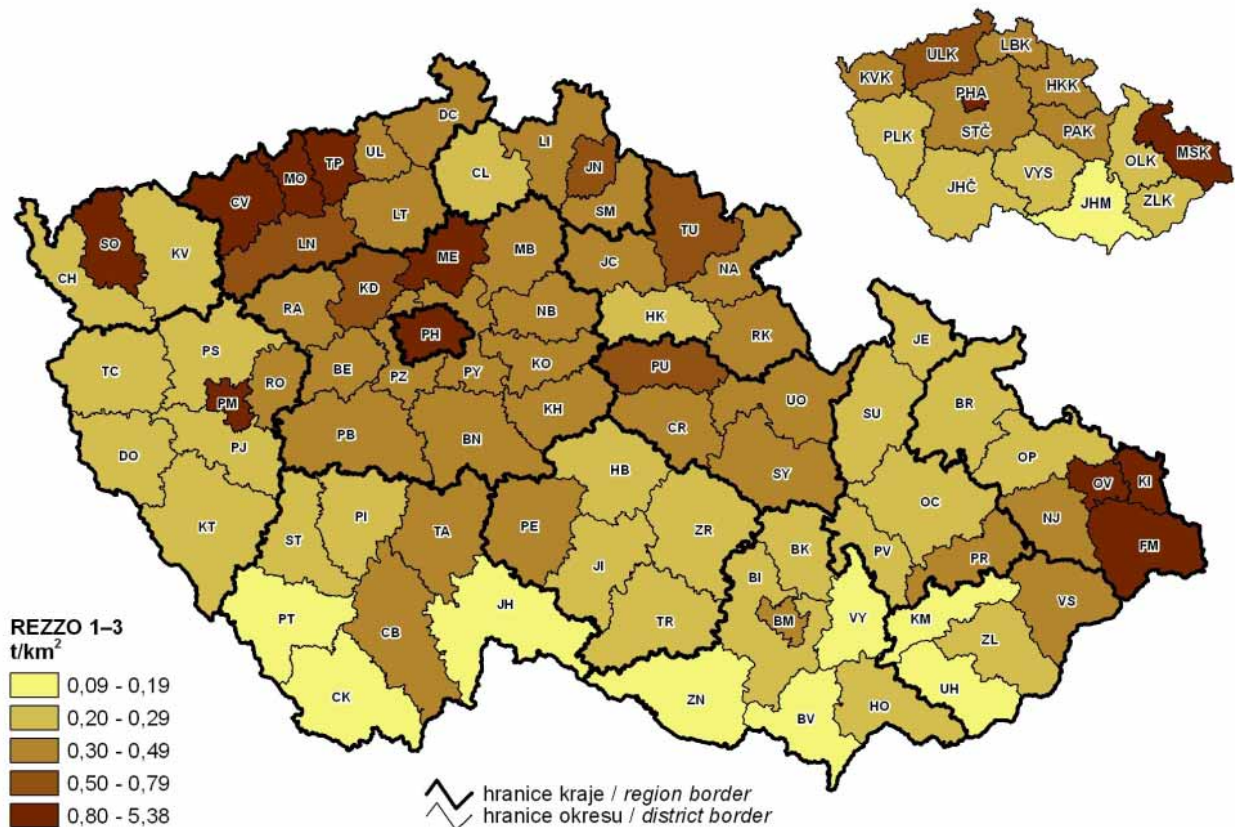 ULK
LBK
KVK
HKK
PHA
STČ
PAK
PLK
MSK
OLK
VYS
JHČ
JHM
ZLK
DC
UL
LI
TP
MO
JN
CL
CV
LT
SM
SO
KV
LN
ME
MB
TU
JC
NA
CH
KD
RA
NB
HK
RK
PH
JE
PS
TC
RO
BE
PZ
PY
KO
PU
PM
KH
UO
SU
BR
PB
BN
CR
DO
PJ
HB
SY
OP
OV
KI
OC
NJ
FM
KT
ST
PI
TA
PE
ZR
BK
PV
PR
JI
BI
PT
JH
TR
BM
VY
KM
VS
CB
ZL
CK
ZN
BV
HO
UH
REZZO 1–3
t/km²
0,09 - 0,19
0,20 - 0,29
0,30 - 0,49
0,50 - 0,79
0,80 - 5,38
hranice kraje / region border
hranice okresu / district border